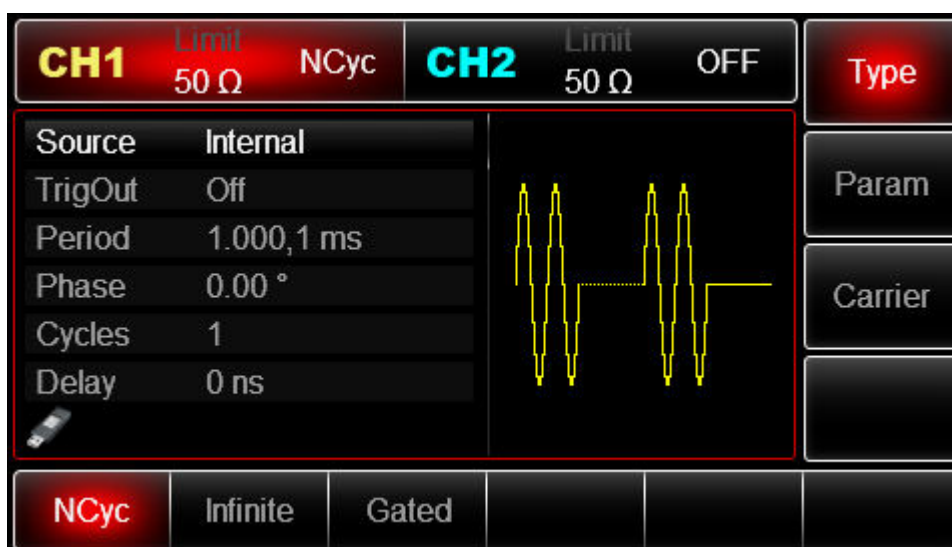 CH1 Limit 50 Ω NCyc CH2 Limit 50 Ω OFF Type
Source Internal
TrigOut Off
Param
Period 1.000,1 ms
Phase 0.00 °
Carrier
Cycles 1
Delay 0 ns
NCyc Infinite Gated